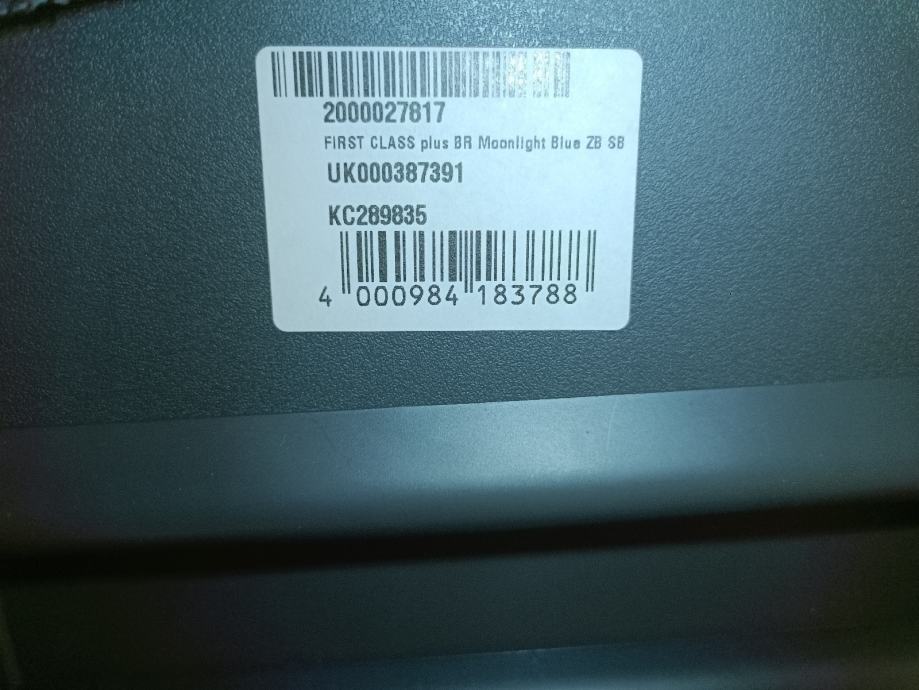 2000027817
FIRST CLASS plus BR Moonlight Blue ZB SB
UK000387391
KC289835
4 000984 183788